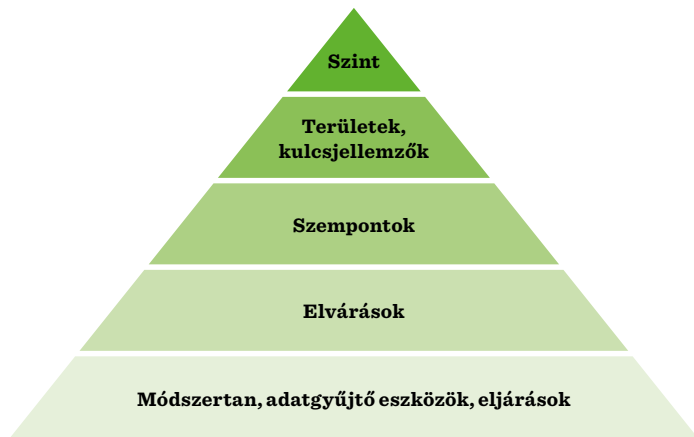 Szint
Területek,
kulcsjellemzők
Szempontok
Elvárások
Módszertan, adatgyűjtő eszközök, eljárások